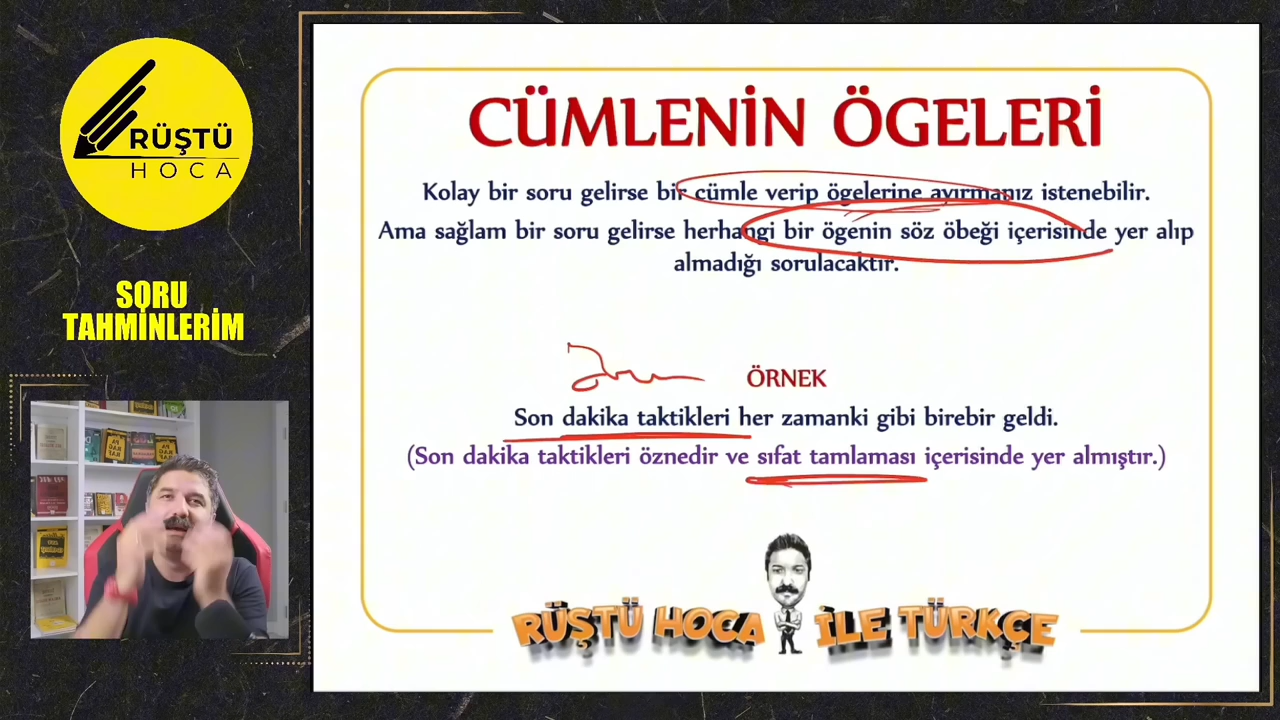 RÜŞTÜ
HOCA
SORU
TAHMİNLERİM
CÜMLENİN ÖGELERİ
Kolay bir soru gelirse bir cümle verip ögelerine ayırmanız istenebilir.
Ama sağlam bir soru gelirse herhangi bir ögenin söz öbeği içerisinde yer alıp
almadığı sorulacaktır.
ÖRNEK
Son dakika taktikleri her zamanki gibi birebir geldi.
(Son dakika taktikleri öznedir ve sıfat tamlaması içerisinde yer almıştır.)
RÜŞTÜ HOCA İLE TÜRKÇE